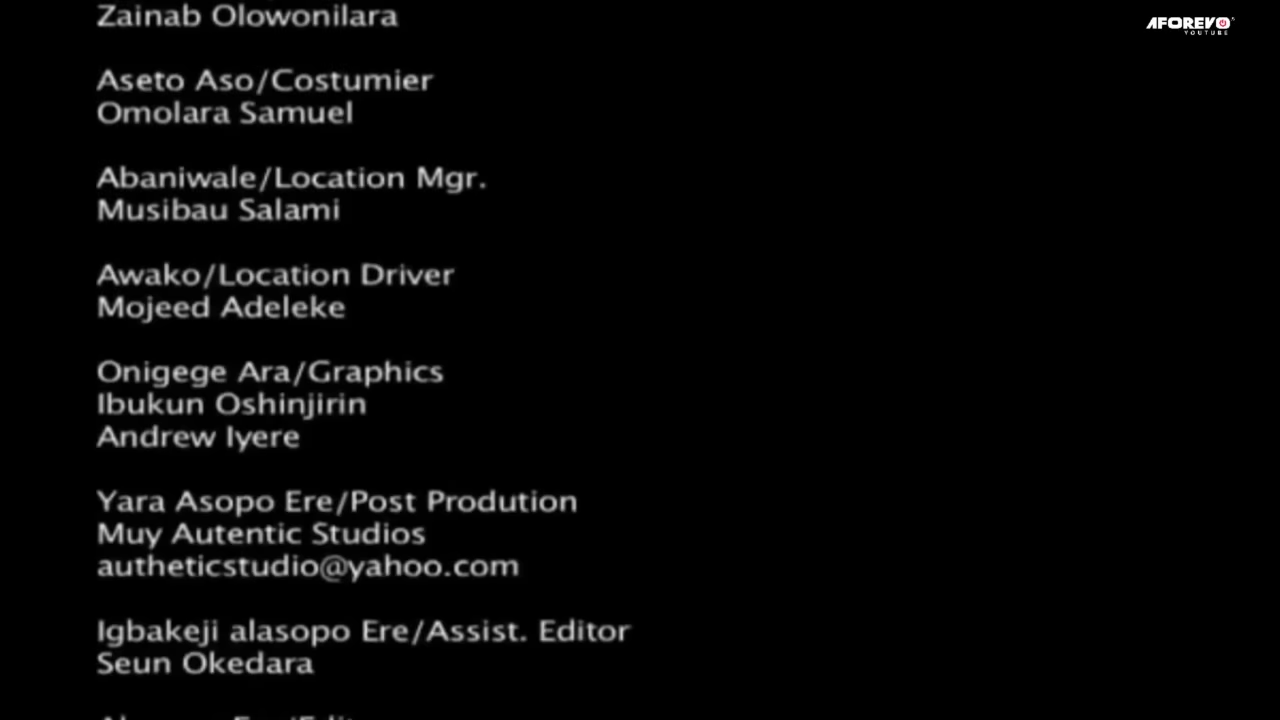 Zainab Olowonilara
AFOREVO
YOUTUBE
Aseto Aso/Costumier
Omolara Samuel
Abaniwale/Location Mgr.
Musibau Salami
Awako/Location Driver
Mojeed Adeleke
Onigege Ara/Graphics
Ibukun Oshinjirin
Andrew Iyere
Yara Asopo Ere/Post Prodution
Muy Autentic Studios
autheticstudio@yahoo.com
Igbakeji alasopo Ere/Assist. Editor
Seun Okedara